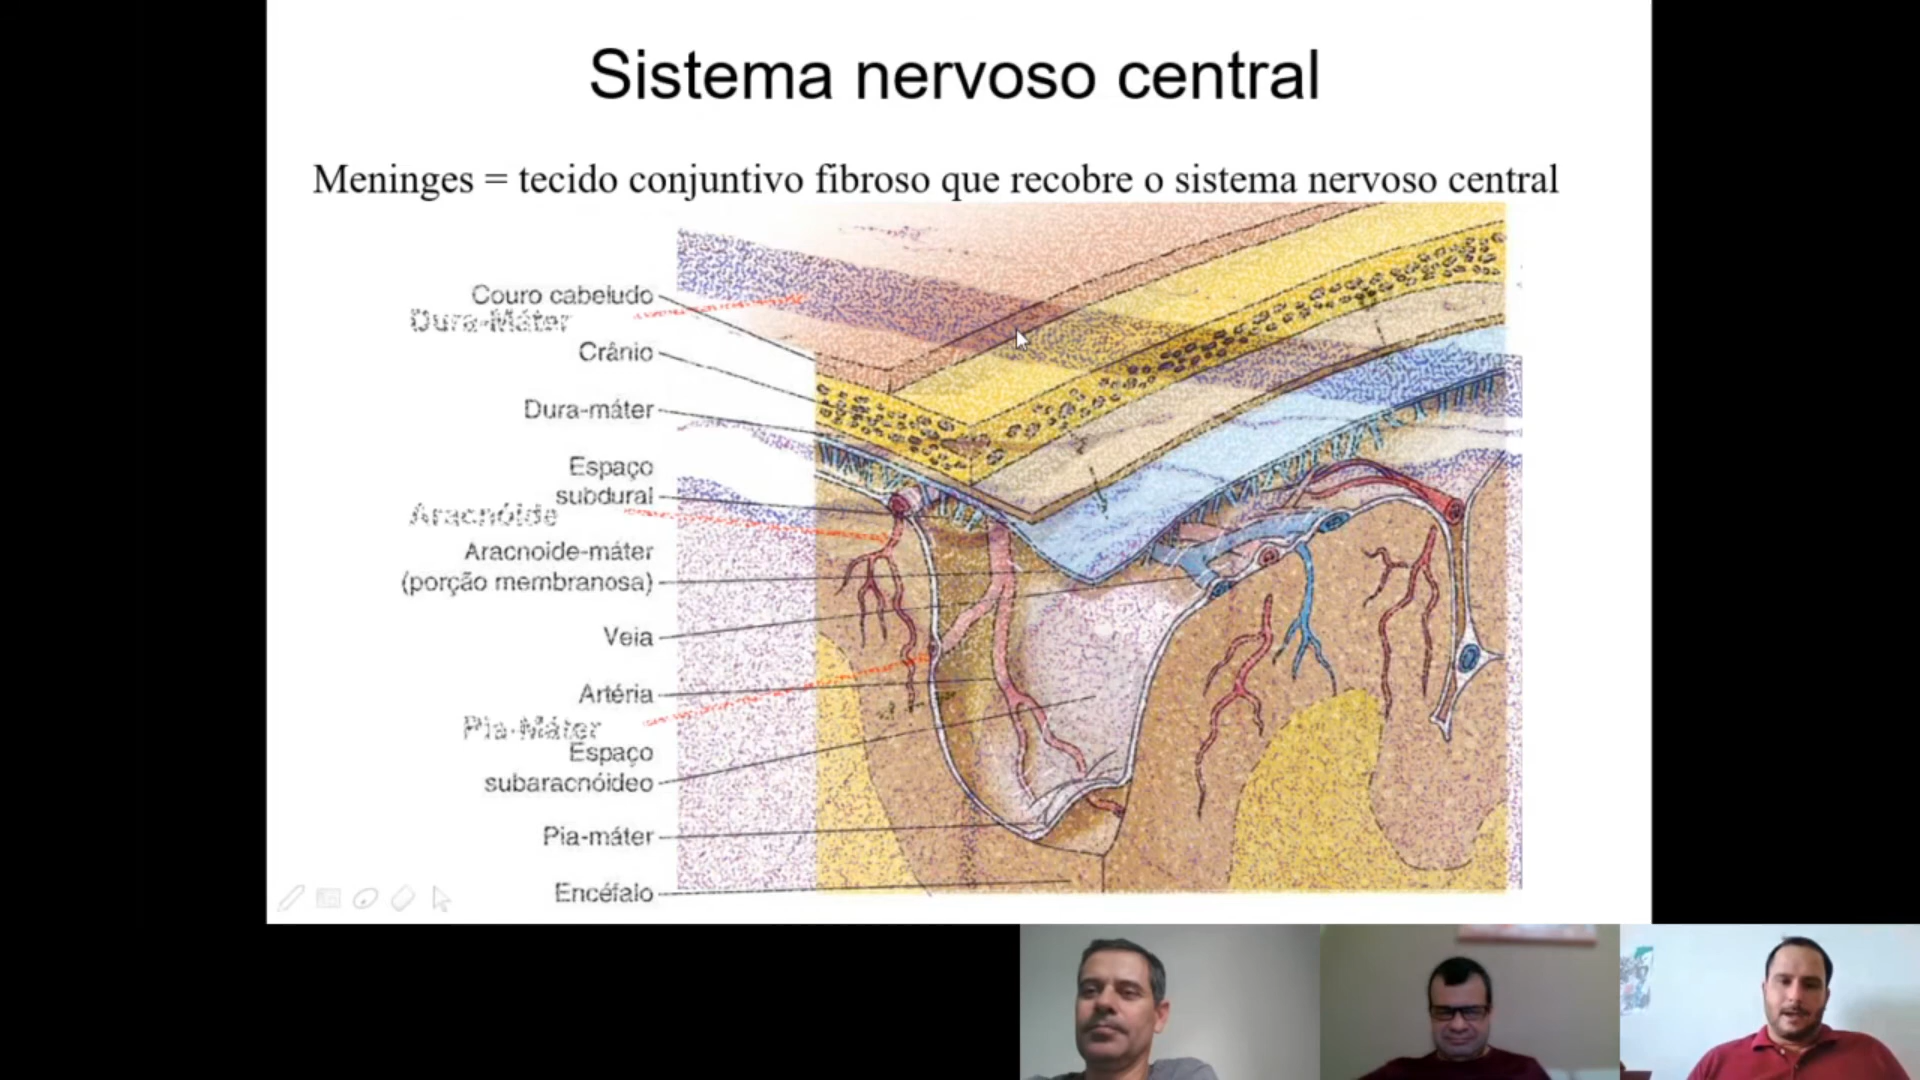 Sistema nervoso central
Meninges = tecido conjuntivo fibroso que recobre o sistema nervoso central
Couro cabeludo
Dura-Máter
Crânio
Dura-máter
Espaço
subdural
Aracnóide
Aracnoide-máter
(porção membranosa)
Veia
Artéria
Pia-Máter
Espaço
subaracnóideo
Pia-máter
Encéfalo